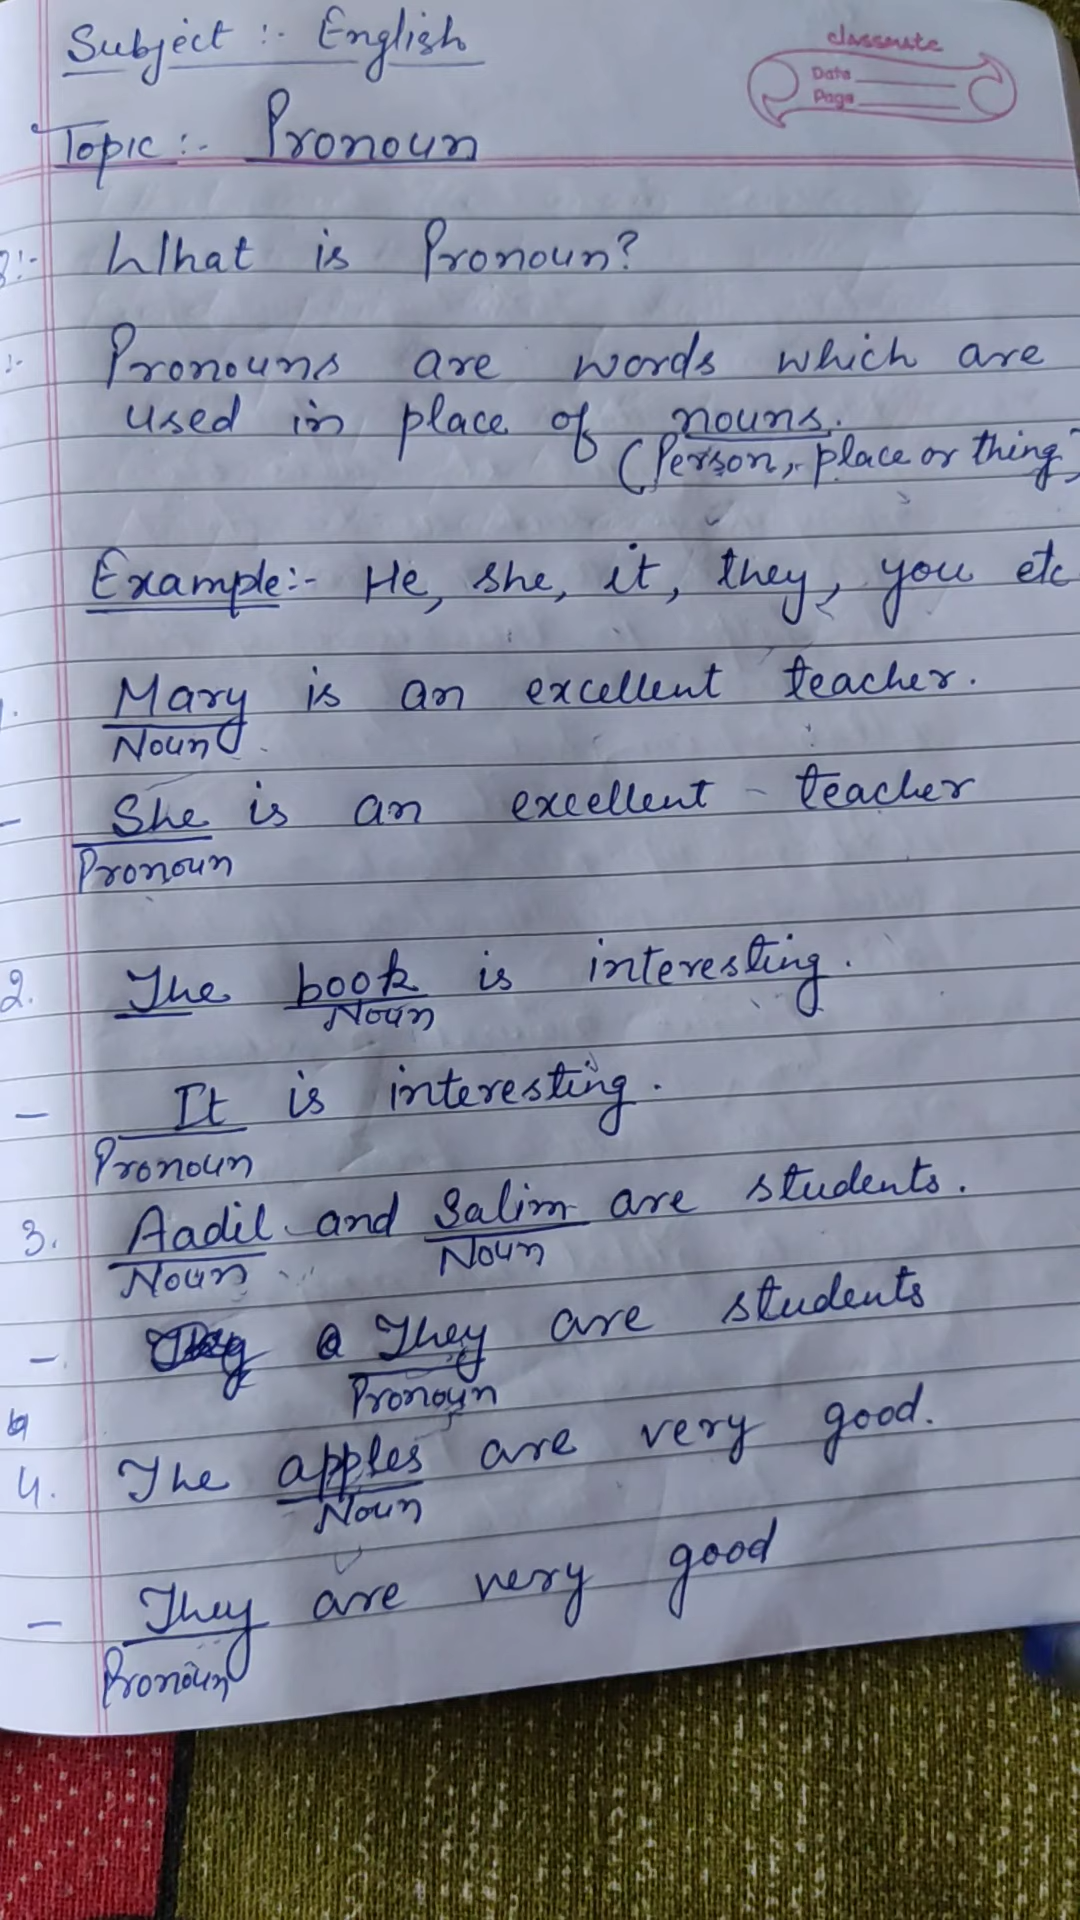 Subject :- English
classmate
Date
Page
Topic :- Pronoun
What is Pronoun?
Pronouns are words which are
used in place of nouns.
(Person, place or thing)
Example:- He, she, it, they, you etc
1. Mary is an excellent teacher.
Noun
- She is an excellent teacher
Pronoun
2. The book is interesting.
Noun
- It is interesting.
Pronoun
3. Aadil and Salim are students.
Noun Noun
- They are students
Pronoun
4. The apples are very good.
Noun
- They are very good
Pronoun